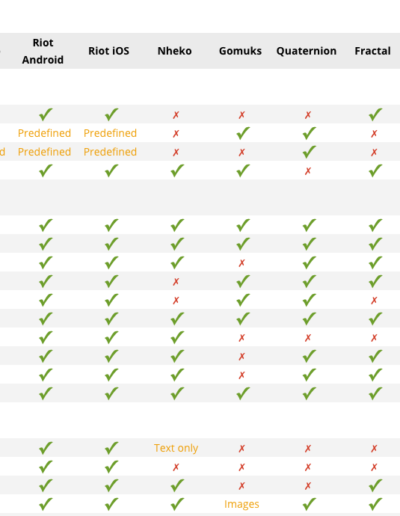 Riot Android Riot iOS Nheko Gomuks Quaternion Fractal
✓ ✓ ✗ ✗ ✗ ✓
Predefined Predefined ✗ ✓ ✓ ✗
d Predefined Predefined ✗ ✗ ✓ ✗
✓ ✓ ✓ ✓ ✗ ✓
✓ ✓ ✓ ✓ ✓ ✓
✓ ✓ ✓ ✓ ✓ ✓
✓ ✓ ✓ ✗ ✓ ✓
✓ ✓ ✗ ✓ ✓ ✓
✓ ✓ ✗ ✓ ✓ ✗
✓ ✓ ✓ ✓ ✓ ✓
✓ ✓ ✓ ✗ ✗ ✗
✓ ✓ ✓ ✗ ✓ ✓
✓ ✓ ✓ ✗ ✓ ✓
✓ ✓ ✓ ✓ ✓ ✓
✓ ✓ Text only ✗ ✗ ✗
✓ ✓ ✗ ✗ ✗ ✗
✓ ✓ ✓ ✗ ✗ ✓
✓ ✓ ✓ Images ✓ ✓